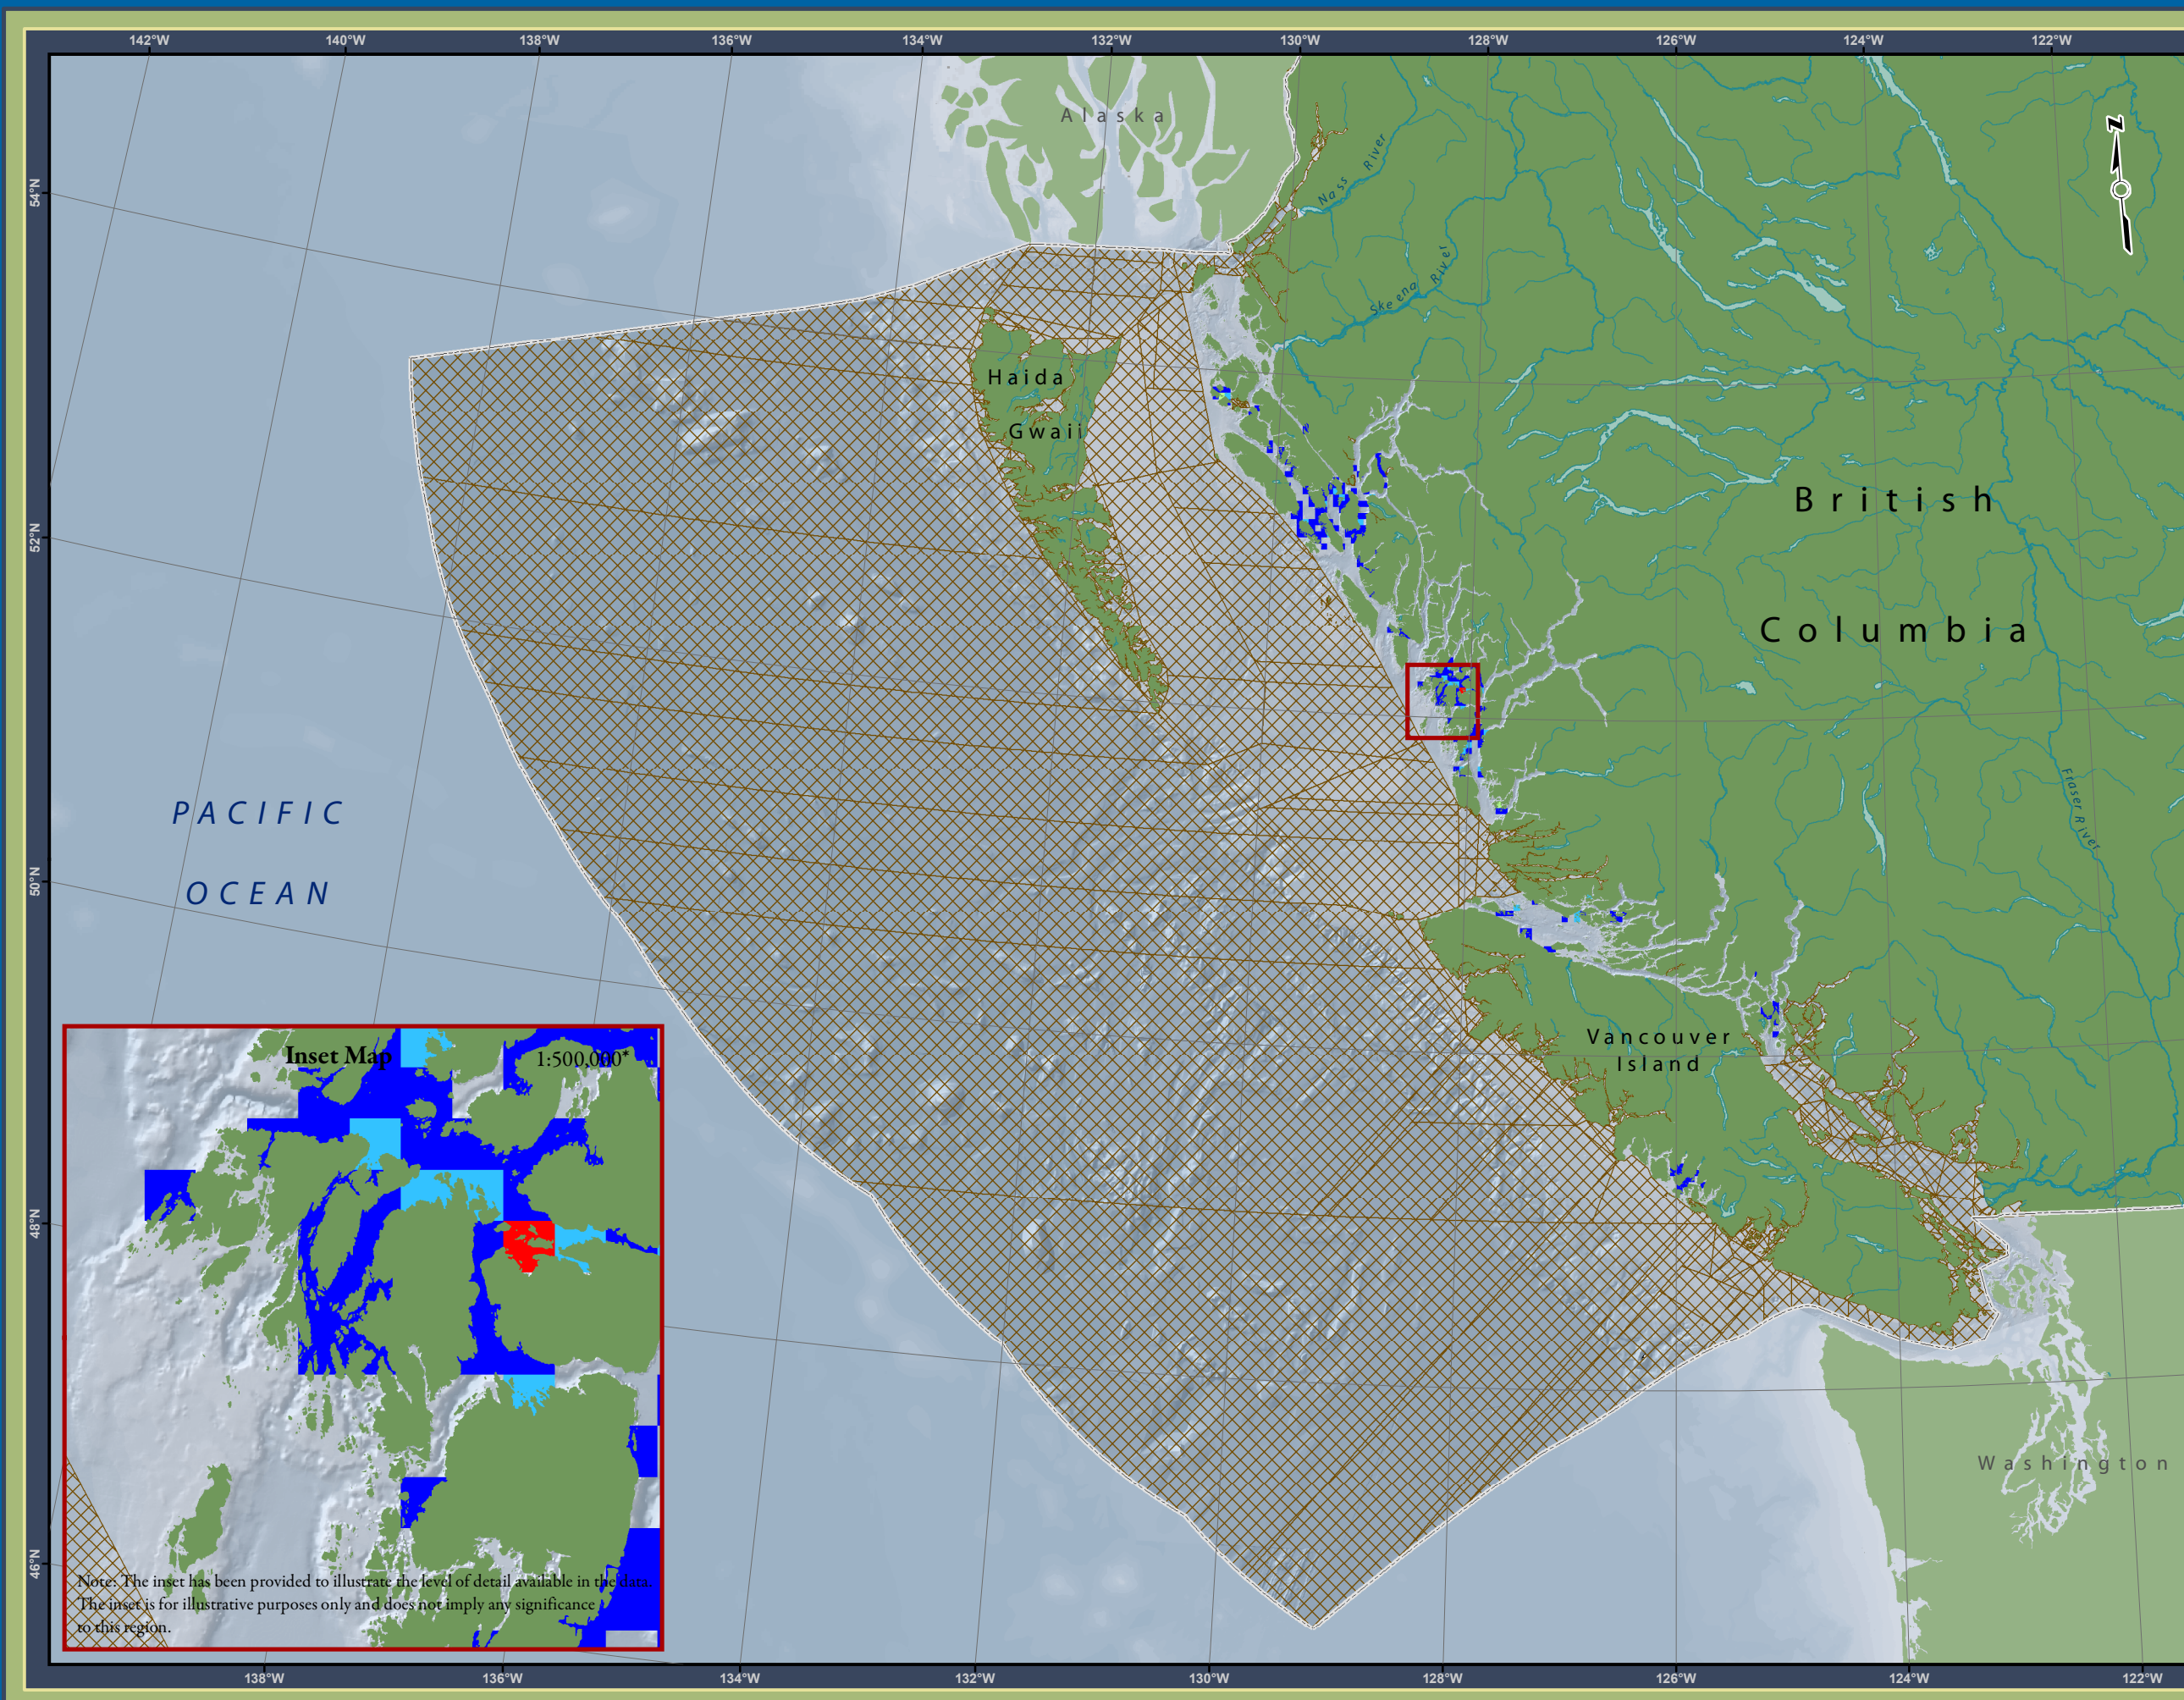 142°W 140°W 138°W 136°W 134°W 132°W 130°W 128°W 126°W 124°W 122°W
Alaska
N
54°N
Nass River
Skeena River
Haida
Gwaii
British
52°N
Columbia
PACIFIC
Fraser River
50°N
OCEAN
Vancouver
Island
Inset Map 1:500,000*
48°N
Washington
46°N
Note: The inset has been provided to illustrate the level of detail available in the data.
The inset is for illustrative purposes only and does not imply any significance
to this region.
138°W 136°W 134°W 132°W 130°W 128°W 126°W 124°W 122°W